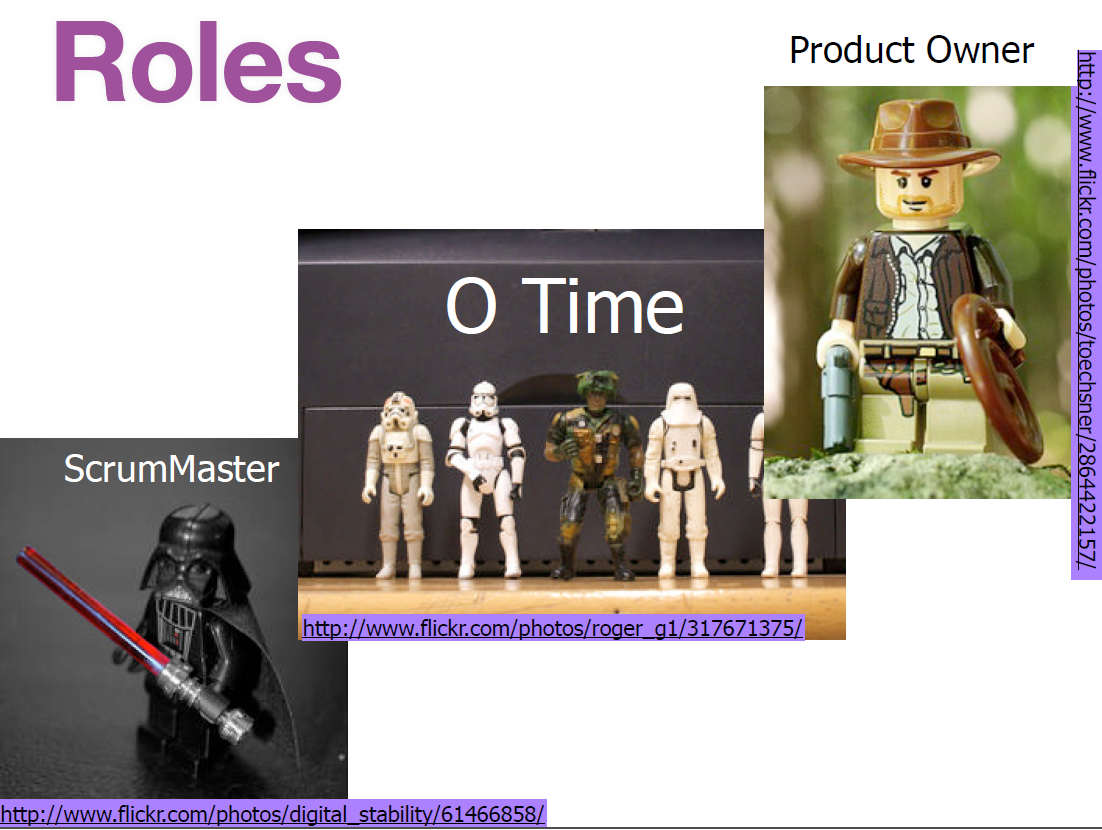 Roles
Product Owner
http://www.flickr.com/photos/toechsner/2864422157/
O Time
ScrumMaster
http://www.flickr.com/photos/roger_g1/317671375/
http://www.flickr.com/photos/digital_stability/61466858/